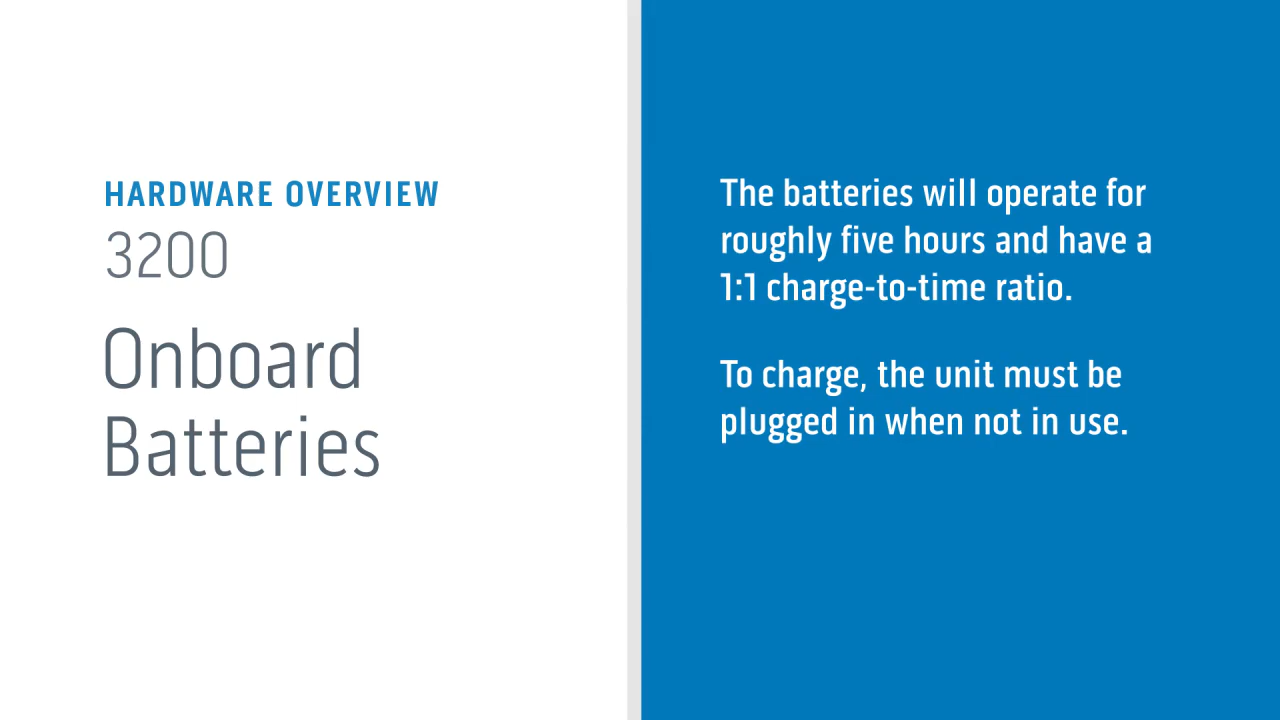 HARDWARE OVERVIEW
3200
Onboard
Batteries
The batteries will operate for
roughly five hours and have a
1:1 charge-to-time ratio.
To charge, the unit must be
plugged in when not in use.